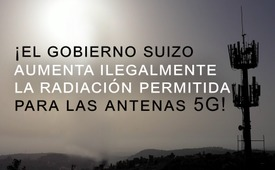 ¡EL GOBIERNO SUIZO
AUMENTA ILEGALMENTE
LA RADIACIÓN PERMITIDA
PARA LAS ANTENAS 5G!